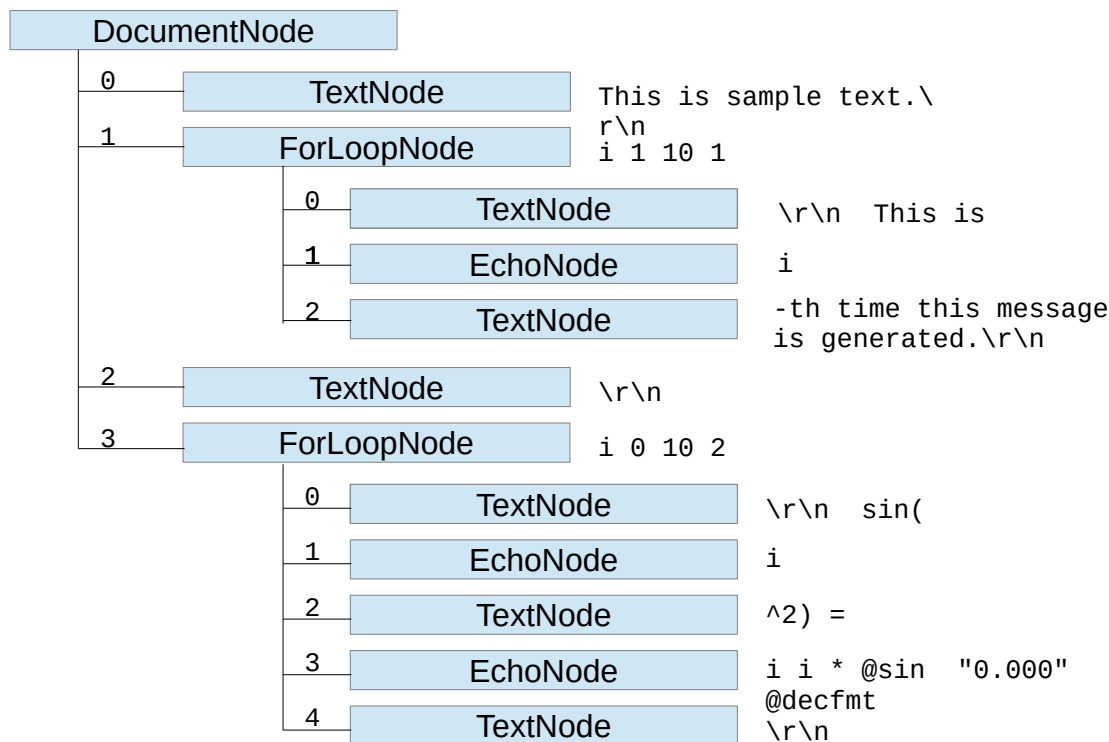 DocumentNode
0 TextNode This is sample text.\
r\n
1 ForLoopNode i 1 10 1
0 TextNode \r\n  This is
1 EchoNode i
2 TextNode -th time this message
is generated.\r\n
2 TextNode \r\n
3 ForLoopNode i 0 10 2
0 TextNode \r\n  sin(
1 EchoNode i
2 TextNode ^2) =
3 EchoNode i i * @sin  "0.000"
@decfmt
4 TextNode \r\n